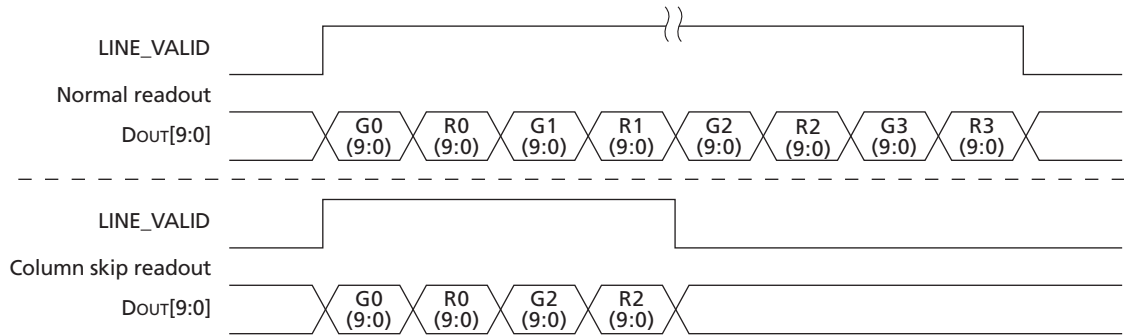 LINE_VALID
Normal readout
DOUT[9:0]
G0 R0 G1 R1 G2 R2 G3 R3
(9:0) (9:0) (9:0) (9:0) (9:0) (9:0) (9:0) (9:0)
LINE_VALID
Column skip readout
DOUT[9:0]
G0 R0 G2 R2
(9:0) (9:0) (9:0) (9:0)